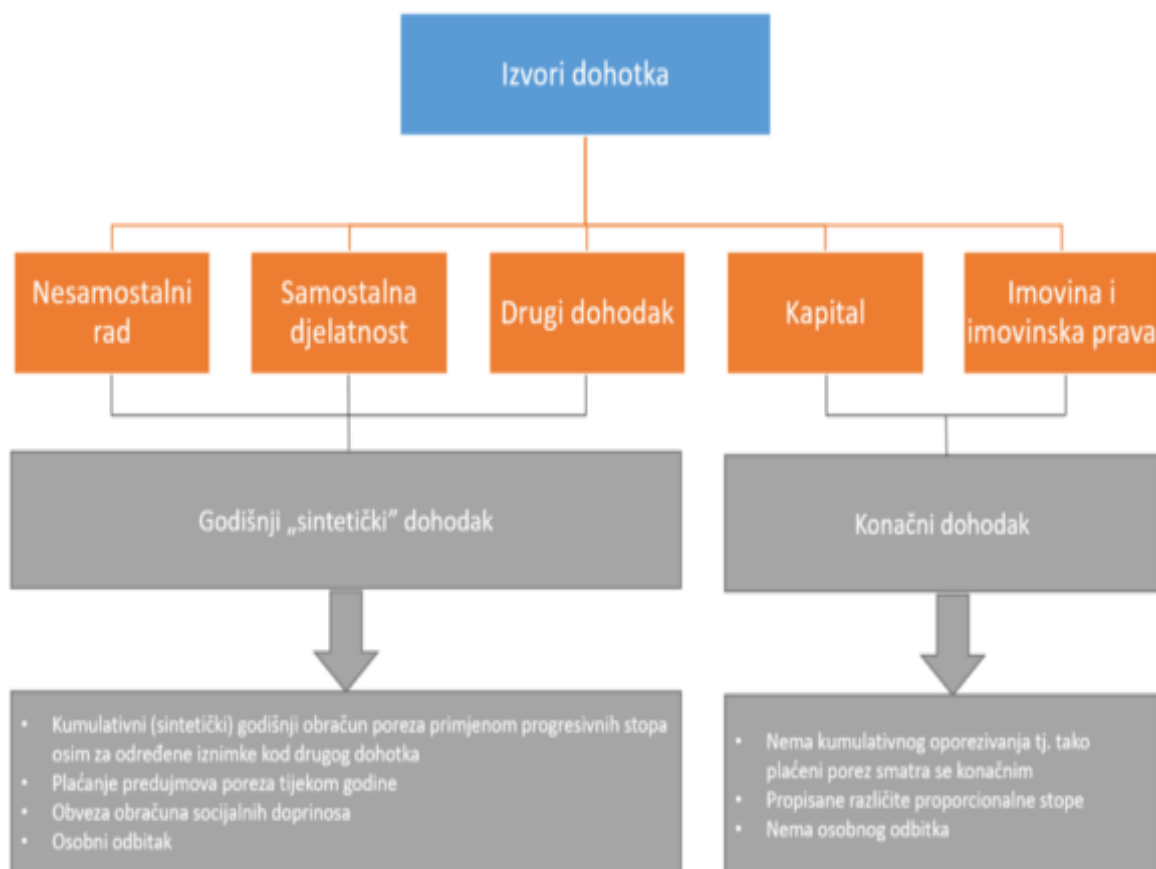 Izvori dohotka
Nesamostalni
rad
Samostalna
djelatnost
Drugi dohodak
Kapital
Imovina i
imovinska prava
Godišnji „sintetički” dohodak
Konačni dohodak
• Kumulativni (sintetički) godišnji obračun poreza primjenom progresivnih stopa
osim za određene iznimke kod drugog dohotka
• Plaćanje predujmova poreza tijekom godine
• Obveza obračuna socijalnih doprinosa
• Osobni odbitak
• Nema kumulativnog oporezivanja tj. tako
plaćeni porez smatra se konačnim
• Propisane različite proporcionalne stope
• Nema osobnog odbitka